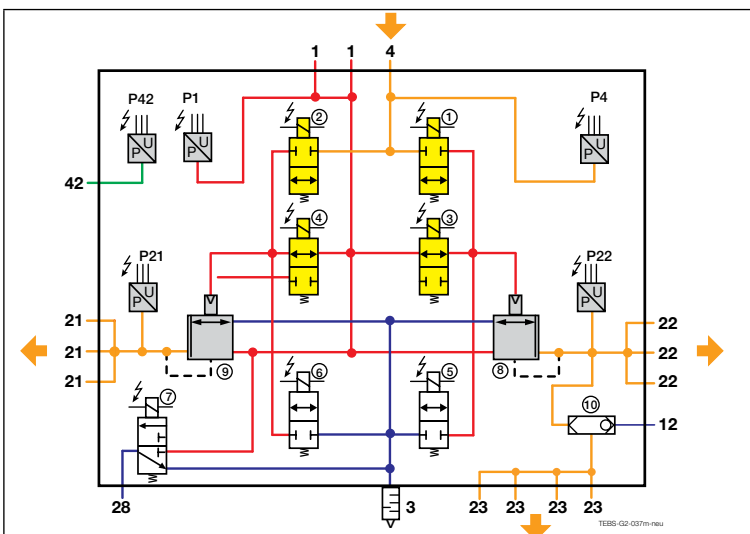 1 1 4
P42 P1 P4
② ①
U
P
U
P
U
P
42
④ ③
P21 P22
U
P
U
P
21 22
21 22
21 22
⑨ ⑧
⑦ ⑥ ⑤
⑩
12
28 3 23 23 23 23
TEBS-G2-037m-neu